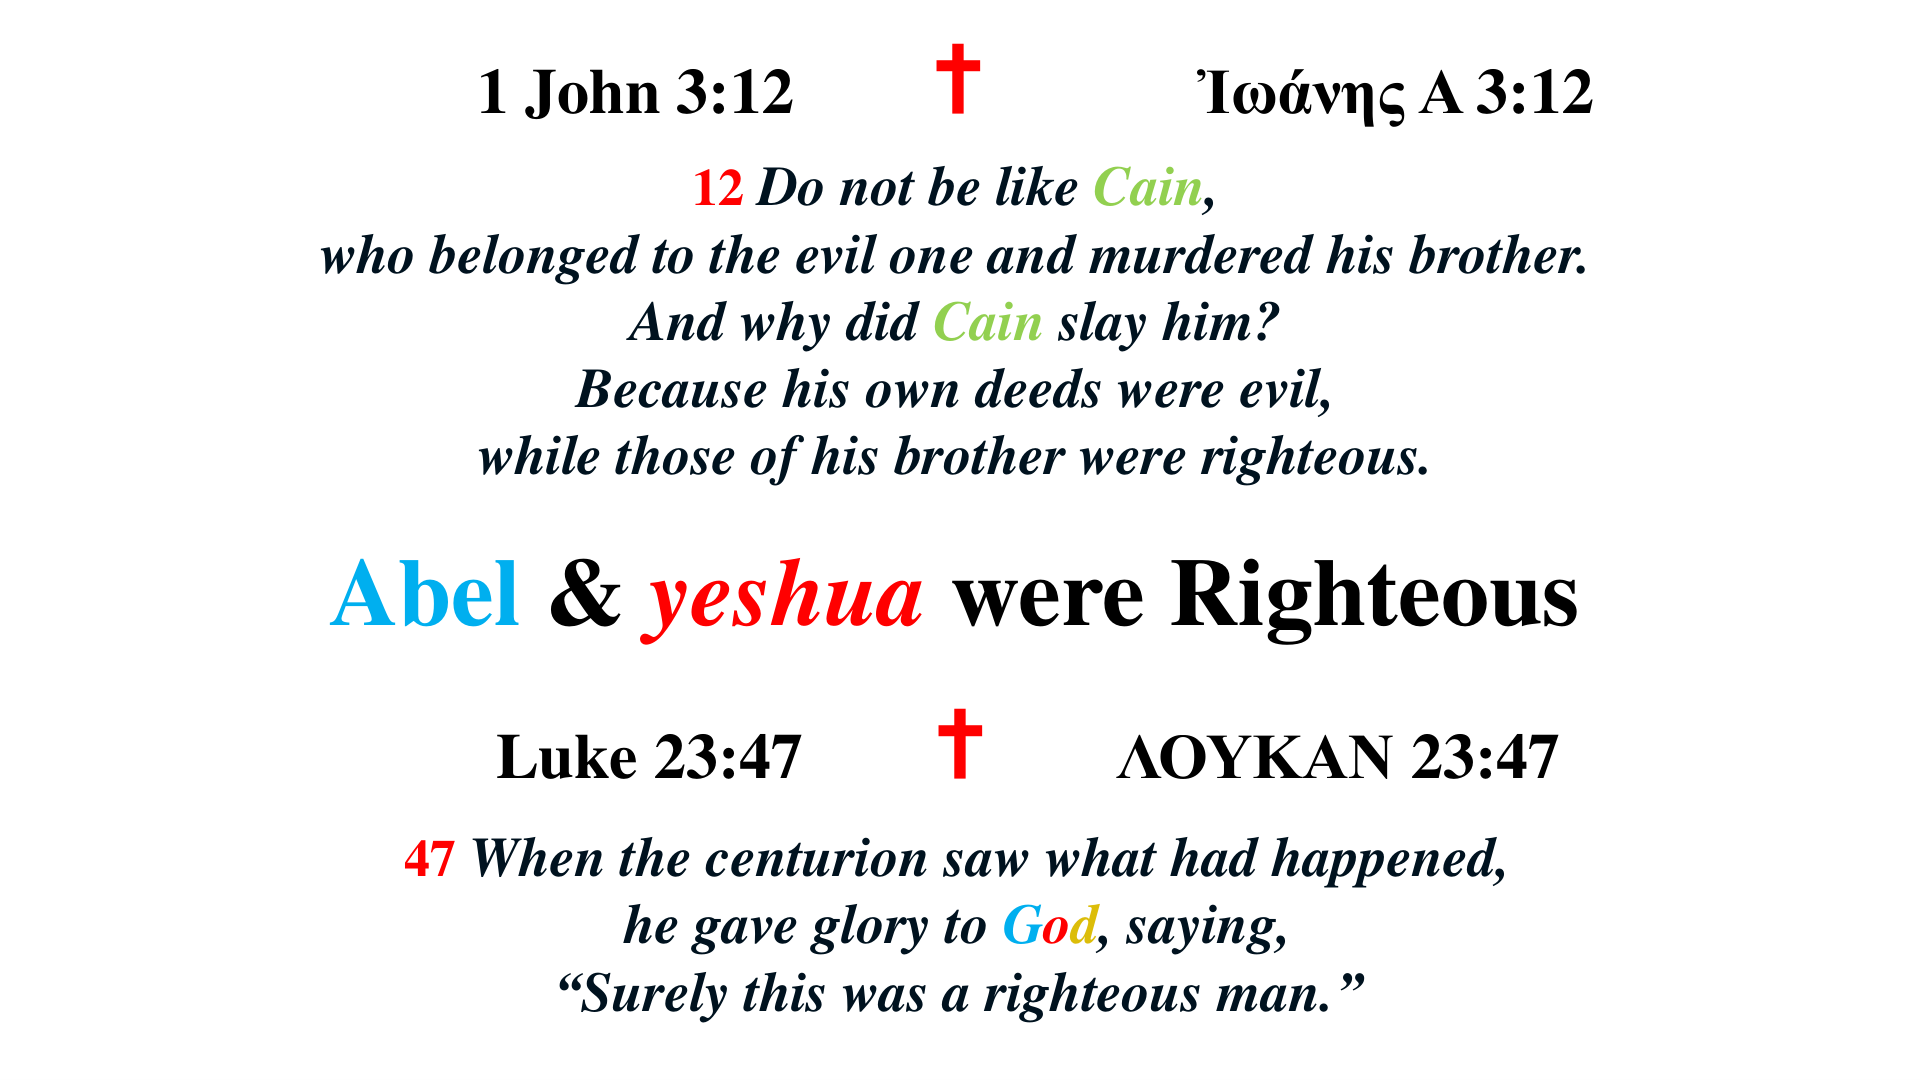 1 John 3:12 ✝ Ἰωάνης Α 3:12
12 Do not be like Cain,
who belonged to the evil one and murdered his brother.
And why did Cain slay him?
Because his own deeds were evil,
while those of his brother were righteous.
Abel & yeshua were Righteous
Luke 23:47 ✝ ΛΟΥΚΑΝ 23:47
47 When the centurion saw what had happened,
he gave glory to God, saying,
“Surely this was a righteous man.”